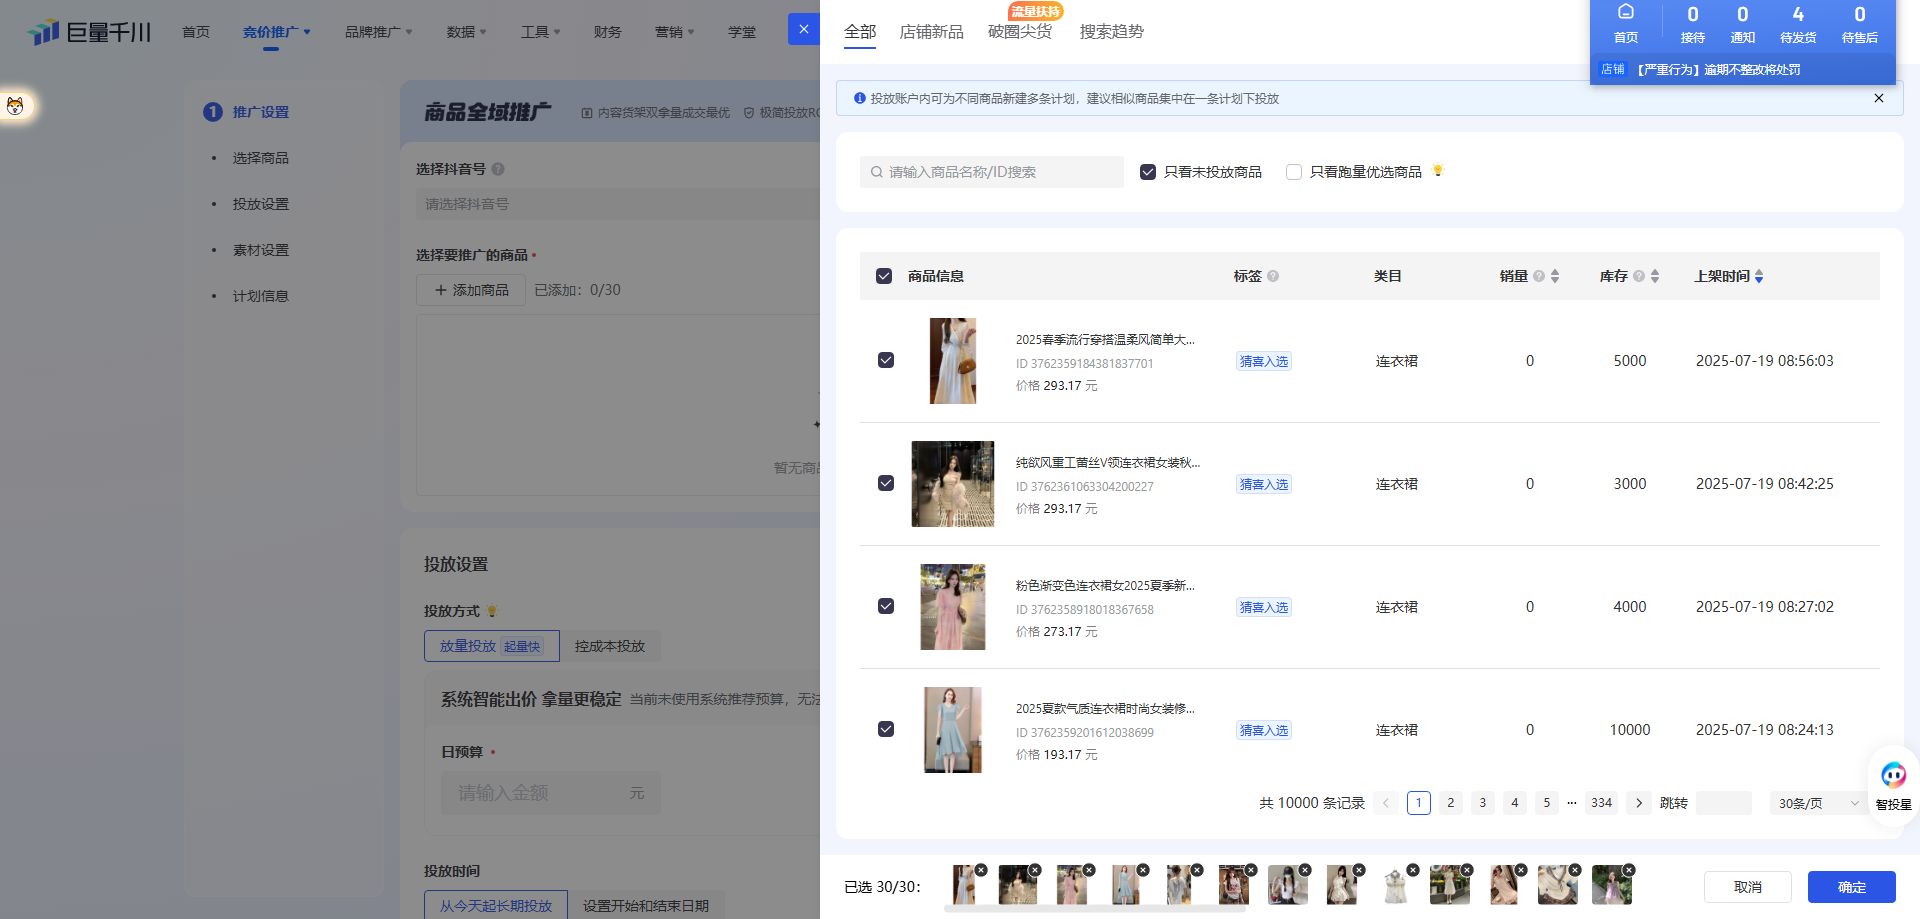 巨量千川
首页
竞价推广
品牌推广
数据
工具
财务
营销
学堂
1 推广设置
• 选择商品
• 投放设置
• 素材设置
• 计划信息
商品全域推广
内容货架双拿量成交最优
极简投放RO
选择抖音号
请选择抖音号
选择要推广的商品
+ 添加商品
已添加：0/30
暂无商品
投放设置
投放方式
放量投放 起量快
控成本投放
系统智能出价 拿量更稳定 当前未使用系统推荐预算，无法
日预算
请输入金额 元
投放时间
从今天起长期投放
设置开始和结束日期
全部
店铺新品
流量扶持
破圈尖货
搜索趋势
0 0 4 0
首页 接待 通知 待发货 待售后
店铺 【严重行为】逾期不整改将处罚
投放账户内可为不同商品新建多条计划，建议相似商品集中在一条计划下投放
请输入商品名称/ID搜索
只看未投放商品
只看跑量优选商品
商品信息 标签 类目 销量 库存 上架时间
2025春季流行穿搭温柔风简单大...
ID 3762359184381837701
价格 293.17 元
猜喜入选 连衣裙 0 5000 2025-07-19 08:56:03
纯欲风重工蕾丝V领连衣裙女装秋...
ID 3762361063304200227
价格 293.17 元
猜喜入选 连衣裙 0 3000 2025-07-19 08:42:25
粉色渐变色连衣裙女2025夏季新...
ID 3762358918018367658
价格 273.17 元
猜喜入选 连衣裙 0 4000 2025-07-19 08:27:02
2025夏款气质连衣裙时尚女装修...
ID 3762359201612038699
价格 193.17 元
猜喜入选 连衣裙 0 10000 2025-07-19 08:24:13
共 10000 条记录 1 2 3 4 5 ••• 334 跳转 30条/页
智投星
已选 30/30：
取消
确定